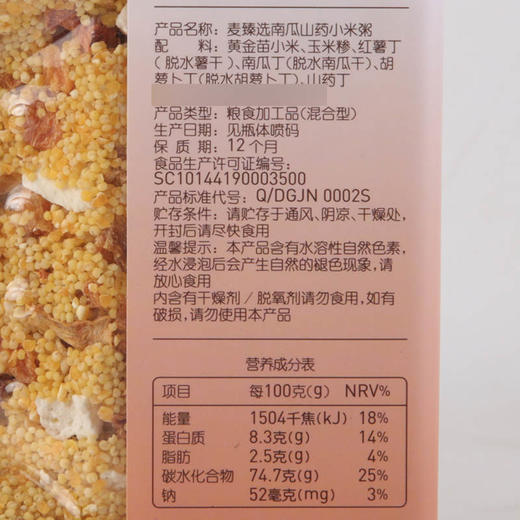 产品名称: 麦臻选南瓜山药小米粥
配 料: 黄金苗小米、玉米糁、红薯丁
(脱水薯干)、南瓜丁(脱水南瓜干)、胡
萝卜丁(脱水胡萝卜丁)、山药丁
产品类型: 粮食加工品(混合型)
生产日期: 见瓶体喷码
保 质 期: 12个月
食品生产许可证编号:
SC10144190003500
产品标准代号: Q/DGJN 0002S
贮存条件: 请贮存于通风、阴凉、干燥处,
开封后请尽快食用
温馨提示: 本产品含有水溶性自然色素,
经水浸泡后会产生自然的褪色现象,请
放心食用
内含有干燥剂/脱氧剂请勿食用,如有
破损,请勿使用本产品
营养成分表
项目 每100克(g) NRV%
能量 1504千焦(kJ) 18%
蛋白质 8.3克(g) 14%
脂肪 2.5克(g) 4%
碳水化合物 74.7克(g) 25%
钠 52毫克(mg) 3%